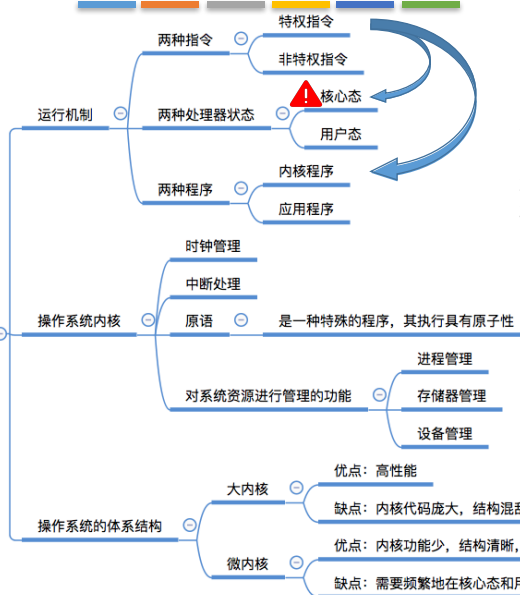 特权指令
两种指令
非特权指令
核心态
运行机制
两种处理器状态
用户态
内核程序
两种程序
应用程序
时钟管理
中断处理
操作系统内核
原语
是一种特殊的程序，其执行具有原子性
进程管理
对系统资源进行管理的功能
存储器管理
设备管理
优点：高性能
大内核
缺点：内核代码庞大，结构混
操作系统的体系结构
优点：内核功能少，结构清晰，
微内核
缺点：需要频繁地在核心态和